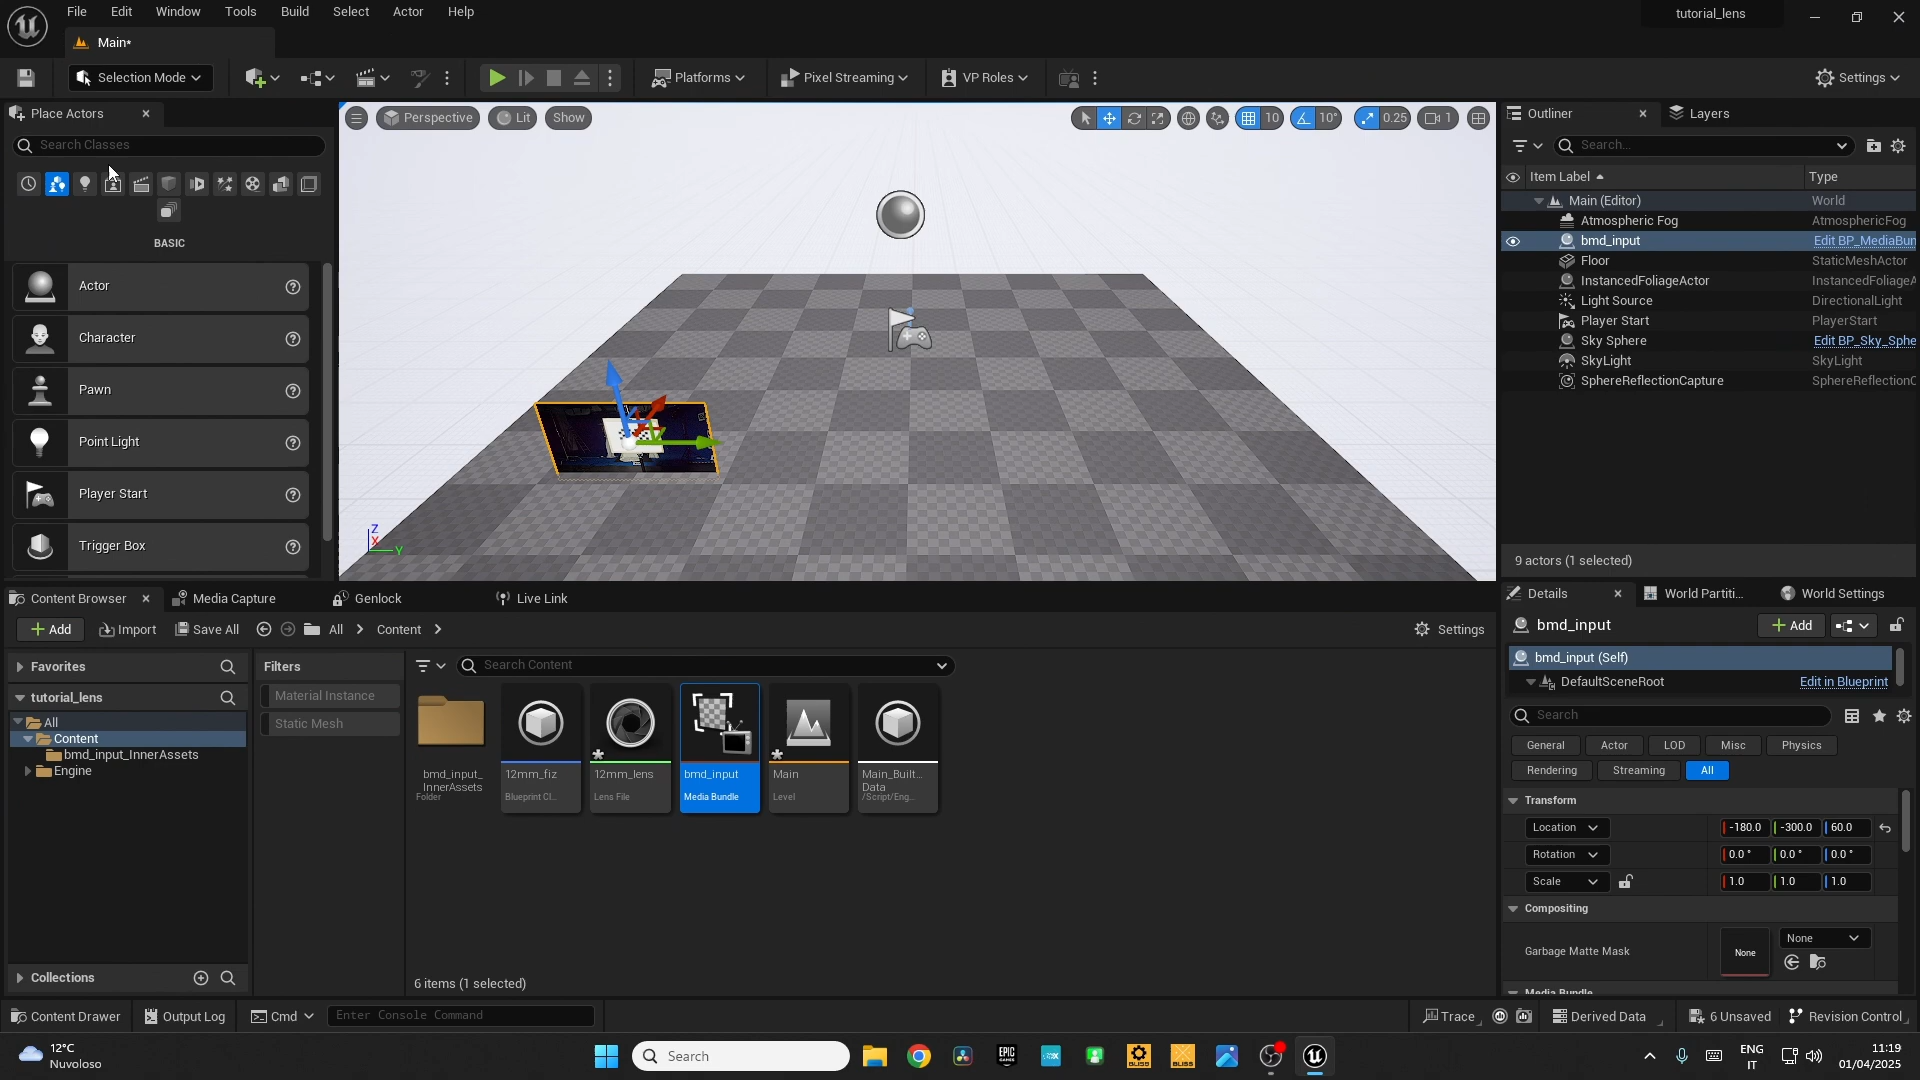 File Edit Window Tools Build Select Actor Help
tutorial_lens
Main*
Selection Mode
Platforms
Pixel Streaming
VP Roles
Settings
Place Actors
Search Classes
BASIC
Actor
Character
Pawn
Point Light
Player Start
Trigger Box
Perspective
Lit
Show
10
10°
0.25
1
Z
X
Y
Outliner
Layers
Search...
Item Label
Type
Main (Editor) World
Atmospheric Fog AtmosphericFog
bmd_input Edit BP_MediaBun
Floor StaticMeshActor
InstancedFoliageActor InstancedFoliageA
Light Source DirectionalLight
Player Start PlayerStart
Sky Sphere Edit BP_Sky_Sphe
SkyLight SkyLight
SphereReflectionCapture SphereReflectionC
9 actors (1 selected)
Content Browser
Media Capture
Genlock
Live Link
Add
Import
Save All
All
Content
Settings
Favorites
tutorial_lens
All
Content
bmd_input_InnerAssets
Engine
Collections
Filters
Material Instance
Static Mesh
Search Content
bmd_input_
InnerAssets
Folder
12mm_fiz
Blueprint Cl...
12mm_lens
Lens File
bmd_input
Media Bundle
Main
Level
Main_Built...
Data
/Script/Eng...
6 items (1 selected)
Details
World Partiti...
World Settings
bmd_input
Add
bmd_input (Self)
DefaultSceneRoot
Edit in Blueprint
Search
General
Actor
LOD
Misc
Physics
Rendering
Streaming
All
Transform
Location -180.0 -300.0 60.0
Rotation 0.0 ° 0.0 ° 0.0 °
Scale 1.0 1.0 1.0
Compositing
Garbage Matte Mask
None
None
Media Bundle
Content Drawer
Output Log
Cmd
Enter Console Command
Trace
Derived Data
6 Unsaved
Revision Control
12°C
Nuvoloso
Search
EPIC
GAMES
BLISS
BLISS
ENG
IT
11:19
01/04/2025